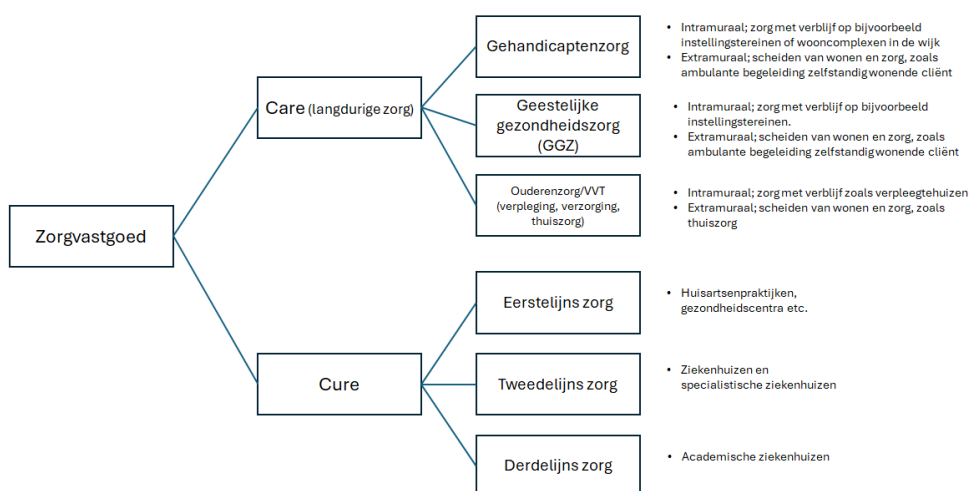 Gehandicaptenzorg
• Intramuraal; zorg met verblijf op bijvoorbeeld
instellingstereinen of wooncomplexen in de wijk
• Extramuraal; scheiden van wonen en zorg, zoals
ambulante begeleiding zelfstandig wonende cliënt
Care (langdurige zorg)
Geestelijke
gezondheidszorg
(GGZ)
• Intramuraal; zorg met verblijf op bijvoorbeeld
instellingstereinen.
• Extramuraal; scheiden van wonen en zorg, zoals
ambulante begeleiding zelfstandig wonende cliënt
Ouderenzorg/VVT
(verpleging, verzorging,
thuiszorg)
• Intramuraal; zorg met verblijf zoals verpleegtehuizen
• Extramuraal; scheiden van wonen en zorg, zoals
thuiszorg
Zorgvastgoed
Eerstelijns zorg
• Huisartsenpraktijken,
gezondheidscentra etc.
Cure
Tweedelijns zorg
• Ziekenhuizen en
specialistische ziekenhuizen
Derdelijns zorg
• Academische ziekenhuizen